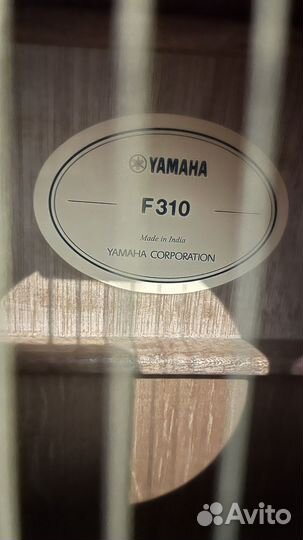 YAMAHA
F310
Made in India
YAMAHA CORPORATION
Avito